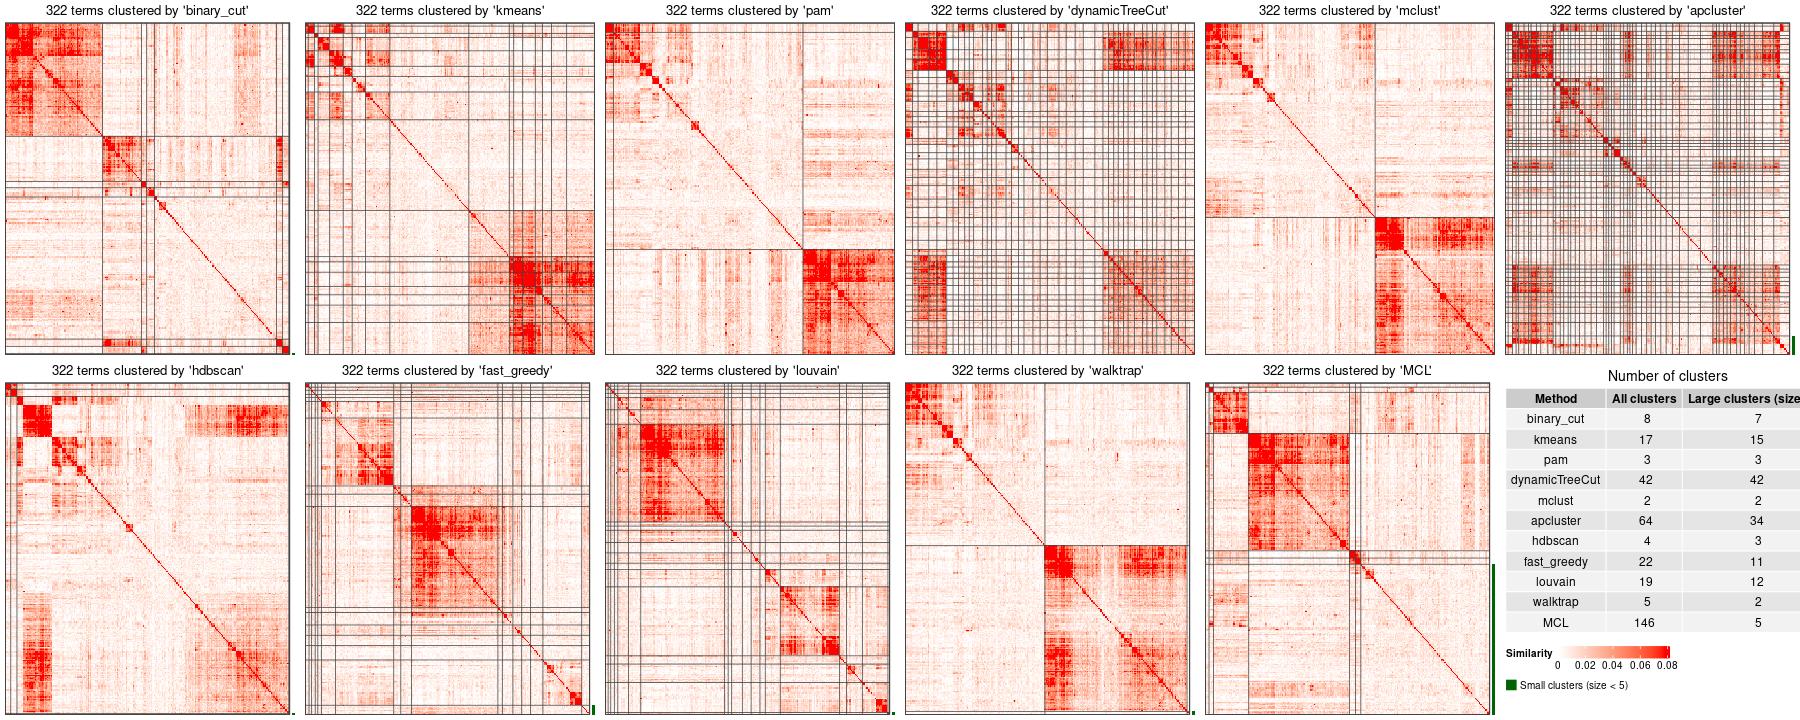 322 terms clustered by 'binary_cut'
322 terms clustered by 'kmeans'
322 terms clustered by 'pam'
322 terms clustered by 'dynamicTreeCut'
322 terms clustered by 'mclust'
322 terms clustered by 'apcluster'
322 terms clustered by 'hdbscan'
322 terms clustered by 'fast_greedy'
322 terms clustered by 'louvain'
322 terms clustered by 'walktrap'
322 terms clustered by 'MCL'
Number of clusters
Method All clusters Large clusters (size
binary_cut 8 7
kmeans 17 15
pam 3 3
dynamicTreeCut 42 42
mclust 2 2
apcluster 64 34
hdbscan 4 3
fast_greedy 22 11
louvain 19 12
walktrap 5 2
MCL 146 5
Similarity
0 0.02 0.04 0.06 0.08
Small clusters (size < 5)